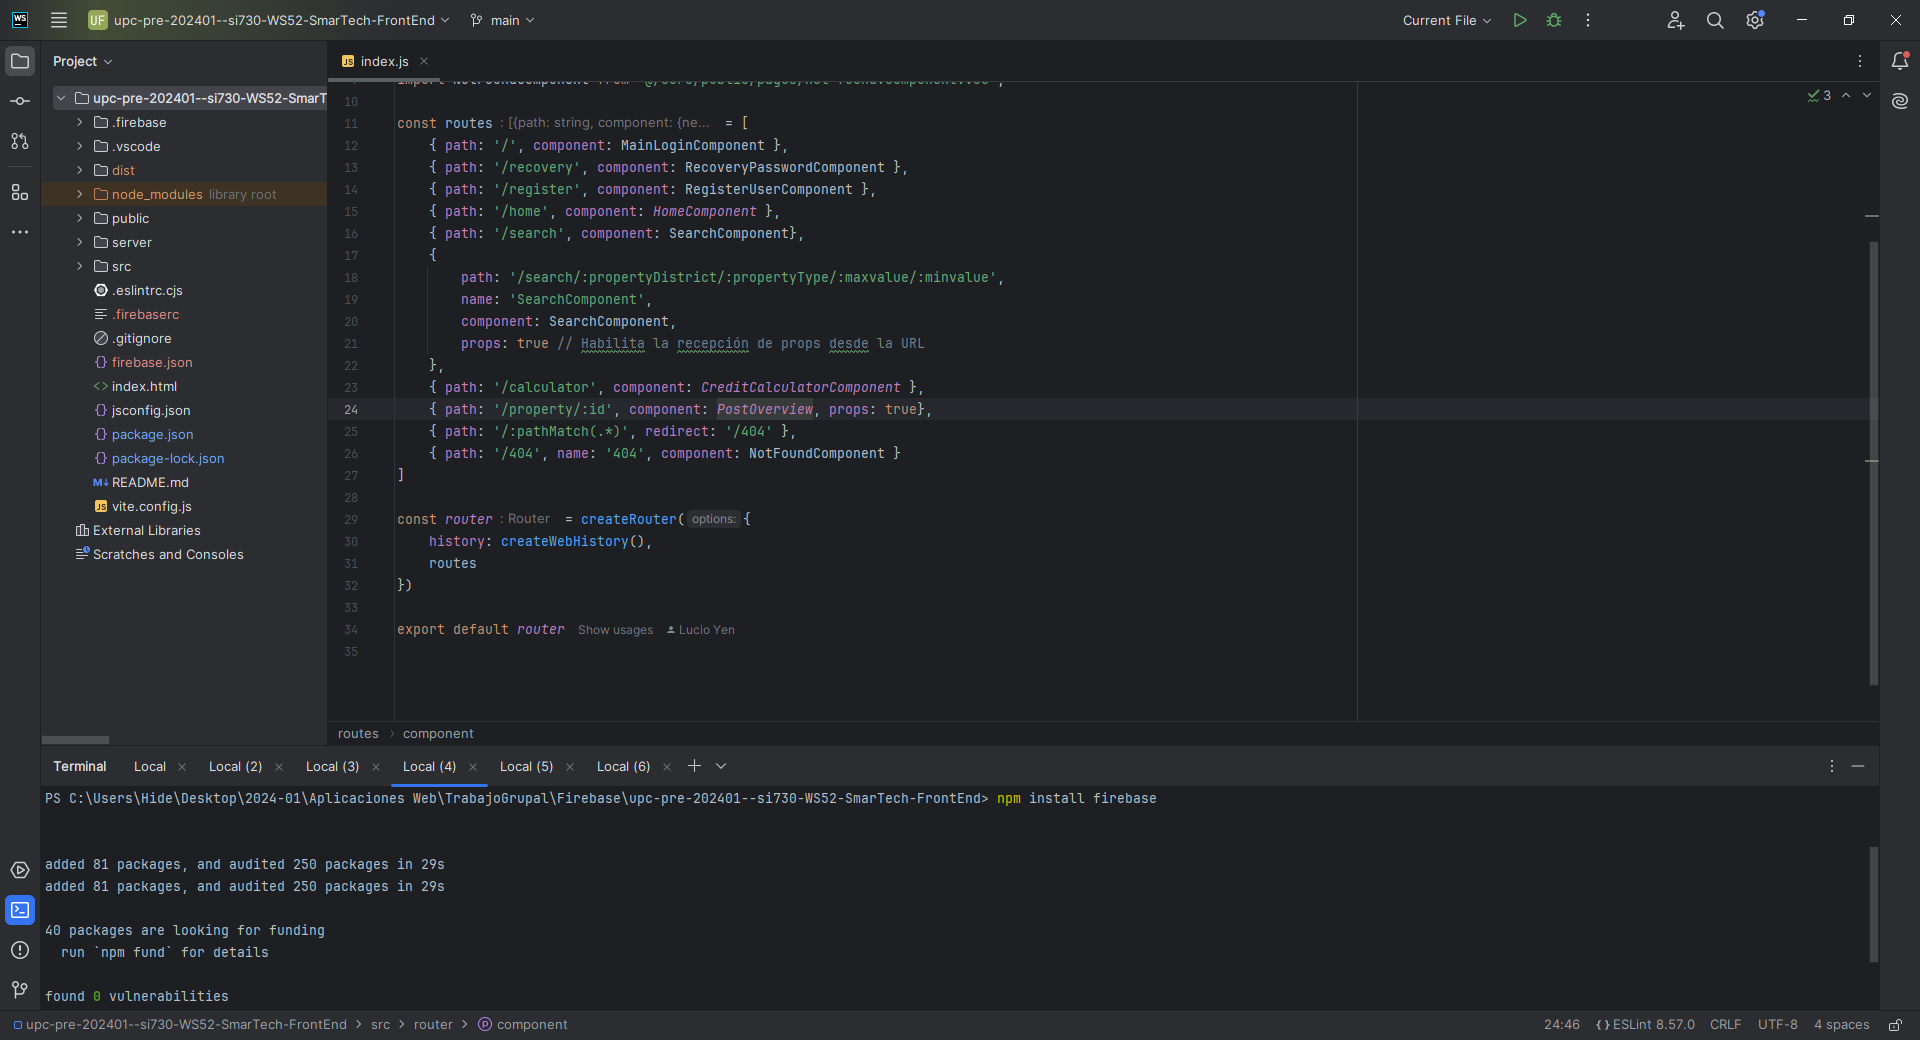 WS UF upc-pre-202401--si730-WS52-SmarTech-FrontEnd main Current File
Project
JS index.js
upc-pre-202401--si730-WS52-SmarT
.firebase
.vscode
dist
node_modules library root
public
server
src
.eslintrc.cjs
.firebaserc
.gitignore
firebase.json
index.html
jsconfig.json
package.json
package-lock.json
M↓ README.md
JS vite.config.js
External Libraries
Scratches and Consoles
3
10
11 const routes : [{path: string, component: {ne... = [
12 { path: '/', component: MainLoginComponent },
13 { path: '/recovery', component: RecoveryPasswordComponent },
14 { path: '/register', component: RegisterUserComponent },
15 { path: '/home', component: HomeComponent },
16 { path: '/search', component: SearchComponent},
17 {
18 path: '/search/:propertyDistrict/:propertyType/:maxvalue/:minvalue',
19 name: 'SearchComponent',
20 component: SearchComponent,
21 props: true // Habilita la recepción de props desde la URL
22 },
23 { path: '/calculator', component: CreditCalculatorComponent },
24 { path: '/property/:id', component: PostOverview, props: true},
25 { path: '/:pathMatch(.*)', redirect: '/404' },
26 { path: '/404', name: '404', component: NotFoundComponent }
27 ]
28
29 const router : Router = createRouter( options: {
30 history: createWebHistory(),
31 routes
32 })
33
34 export default router Show usages Lucio Yen
35
routes › component
Terminal Local Local (2) Local (3) Local (4) Local (5) Local (6)
PS C:\Users\Hide\Desktop\2024-01\Aplicaciones Web\TrabajoGrupal\Firebase\upc-pre-202401--si730-WS52-SmarTech-FrontEnd> npm install firebase
added 81 packages, and audited 250 packages in 29s
added 81 packages, and audited 250 packages in 29s
40 packages are looking for funding
run `npm fund` for details
found 0 vulnerabilities
upc-pre-202401--si730-WS52-SmarTech-FrontEnd > src > router > component 24:46 {} ESLint 8.57.0 CRLF UTF-8 4 spaces